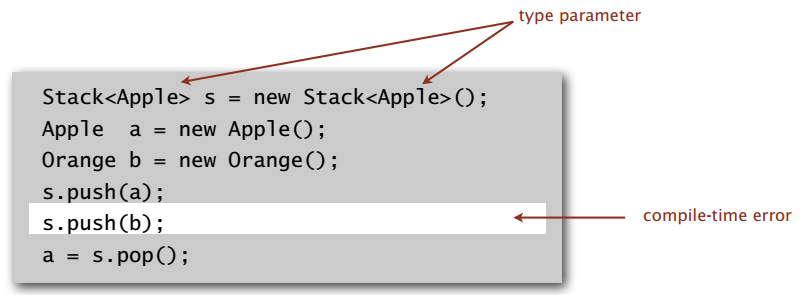 type parameter
Stack<Apple> s = new Stack<Apple>();
Apple  a = new Apple();
Orange b = new Orange();
s.push(a);
s.push(b);
compile-time error
a = s.pop();